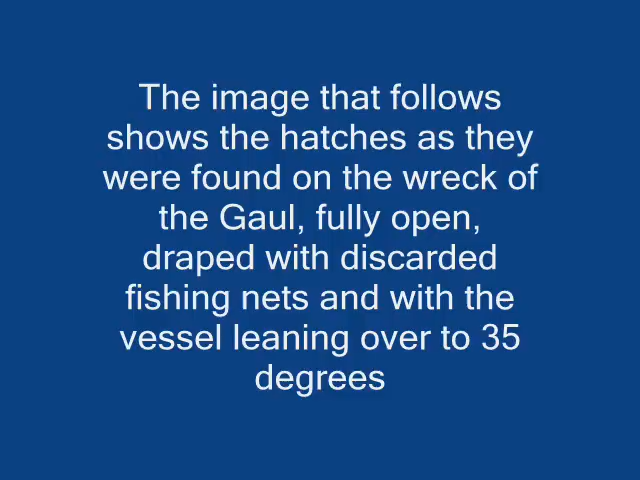 The image that follows
shows the hatches as they
were found on the wreck of
the Gaul, fully open,
draped with discarded
fishing nets and with the
vessel leaning over to 35
degrees